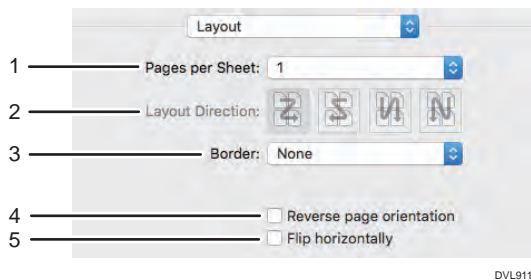 Layout
1 Pages per Sheet: 1
2 Layout Direction:
3 Border: None
4 Reverse page orientation
5 Flip horizontally
DVL911